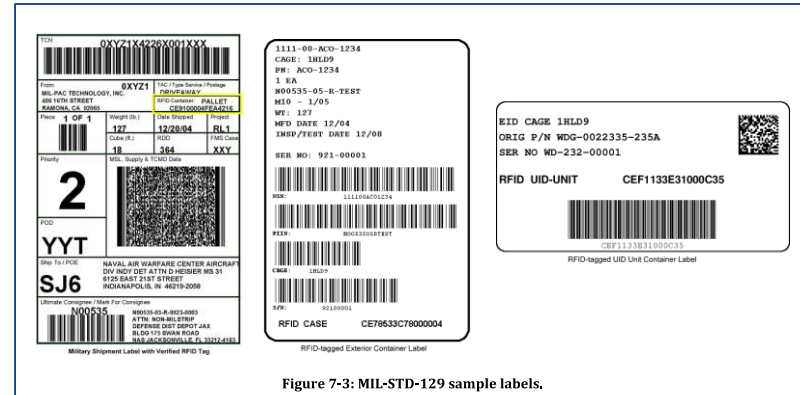 TCN
0XYZ1X4226X001XXX
From 0XYZ1
MIL-PAC TECHNOLOGY, INC.
406 16TH STREET
RAMONA, CA 92065
TAC / Type Service / Postage
DRIVEAWAY
RFID Container: PALLET
CE9100004FEA4216
Piece 1 OF 1
Weight (lb.)
127
Date Shipped
12/20/04
Project
RL1
Cube (ft.)
18
RDD
364
FMS Case
XXY
Priority
2
MSL, Supply & TCMD Data
POD
YYT
Ship To / POE
SJ6
NAVAL AIR WARFARE CENTER AIRCRAFT
DIV INDY DET ATTN D HEISIER MS 31
6125 EAST 21ST STREET
INDIANAPOLIS, IN 46219-2058
Ultimate Consignee / Mark For Consignee
N00535
N00535-03-R-9923-0003
ATTN: NON-MILSTRIP
DEFENSE DIST DEPOT JAX
BLDG 175 SWAN ROAD
NAS JACKSONVILLE, FL 33212-4103
Military Shipment Label with Verified RFID Tag
1111-00-ACO-1234
CAGE: 1HLD9
PN: ACO-1234
1 EA
N00535-05-R-TEST
M10 - 1/05
WT: 127
MFD DATE 12/04
INSP/TEST DATE 12/08
SER NO: 921-00001
NSN: 111100ACO1234
PIIN: N0053505RTEST
CAGE: 1HLD9
S/N: 92100001
RFID CASE CE78533C78000004
RFID-tagged Exterior Container Label
EID CAGE 1HLD9
ORIG P/N WDG-0022335-235A
SER NO WD-232-00001
RFID UID-UNIT CEF1133E31000C35
CEF1133E31000C35
RFID-tagged UID Unit Container Label
Figure 7-3: MIL-STD-129 sample labels.